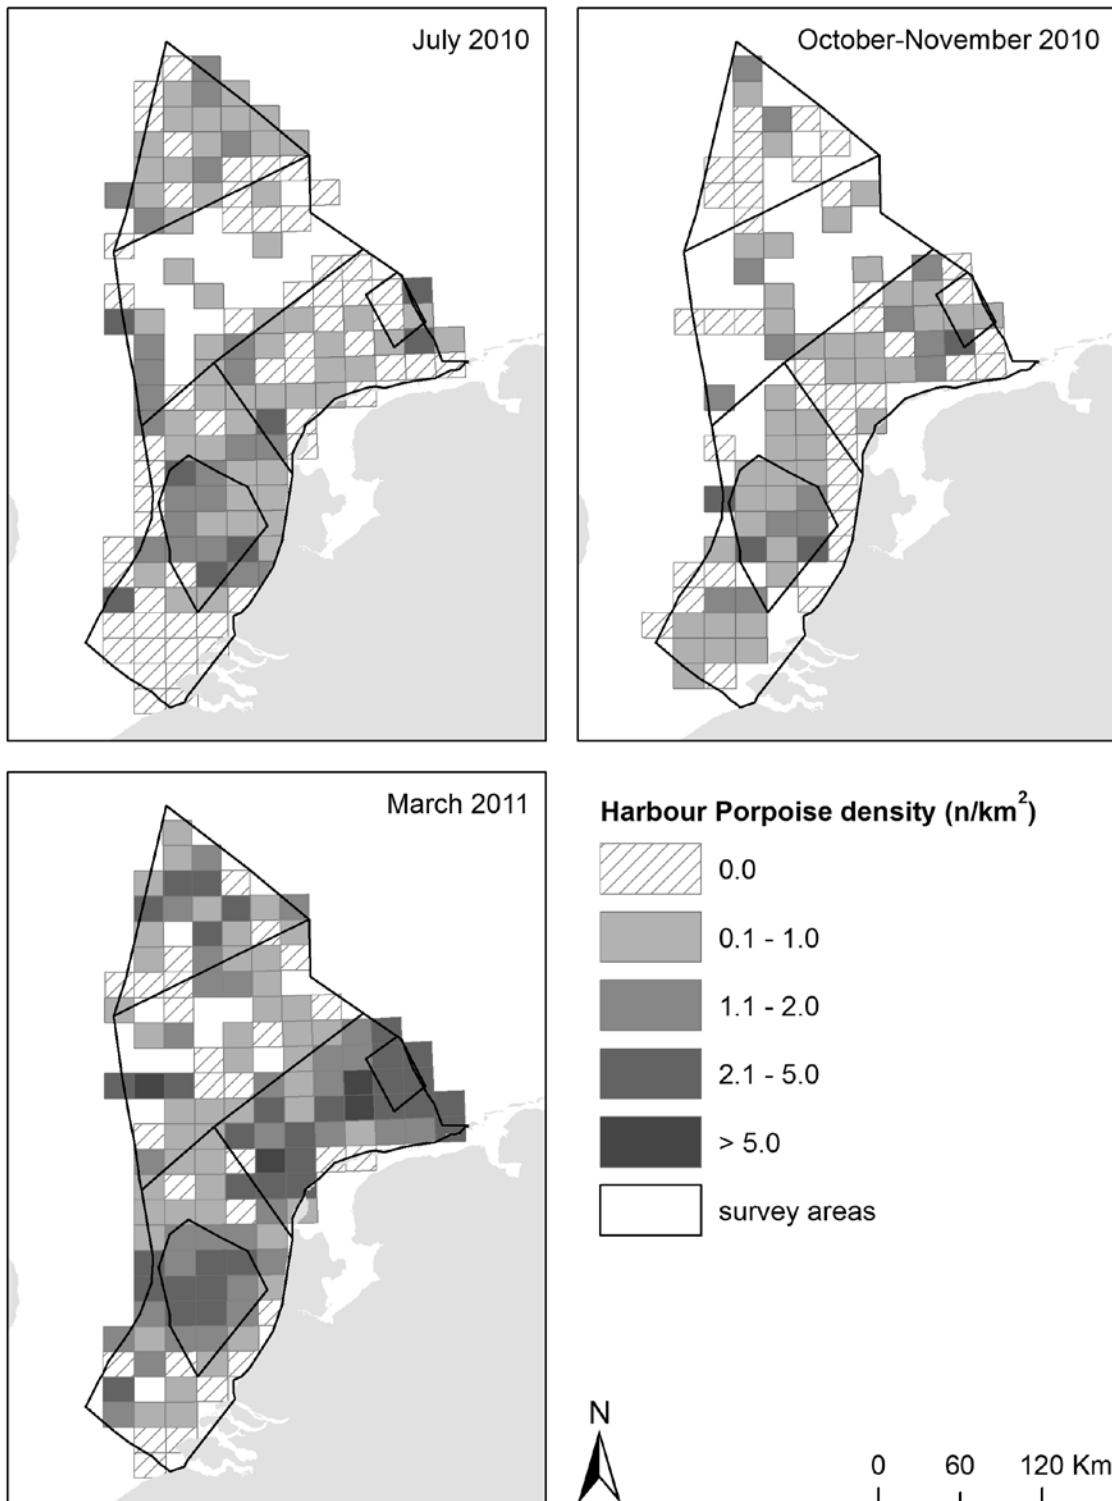 July 2010
October-November 2010
March 2011
Harbour Porpoise density (n/km²)
0.0
0.1 - 1.0
1.1 - 2.0
2.1 - 5.0
> 5.0
survey areas
N
0 60 120 Km